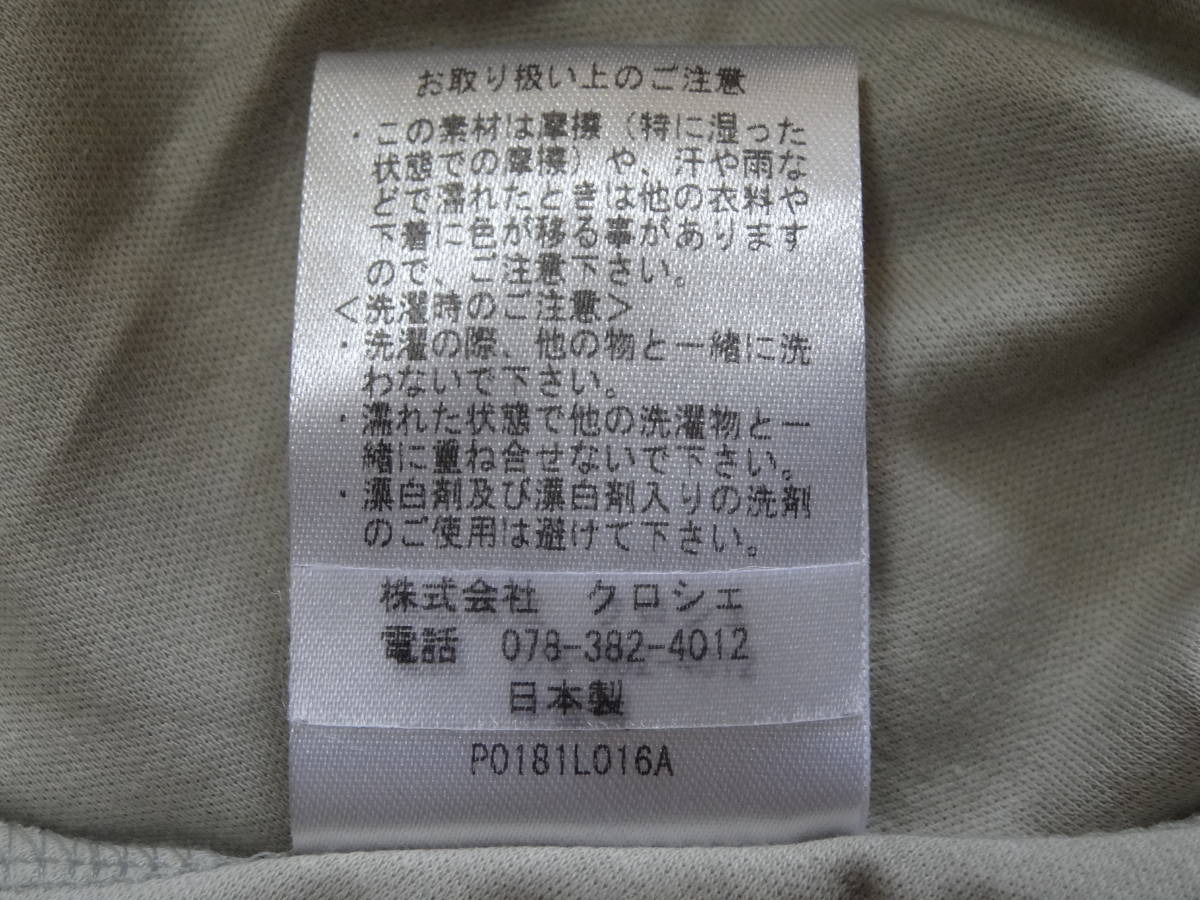 お取り扱い上のご注意
・この素材は摩擦（特に湿った
状態での摩擦）や、汗や雨な
どで濡れたときは他の衣料や
下着に色が移る事があります
ので、ご注意下さい。
＜洗濯時のご注意＞
・洗濯の際、他の物と一緒に洗
わないで下さい。
・濡れた状態で他の洗濯物と一
緒に重ね合せないで下さい。
・漂白剤及び漂白剤入りの洗剤
のご使用は避けて下さい。
株式会社　クロシェ
電話　078-382-4012
日本製
P0181L016A